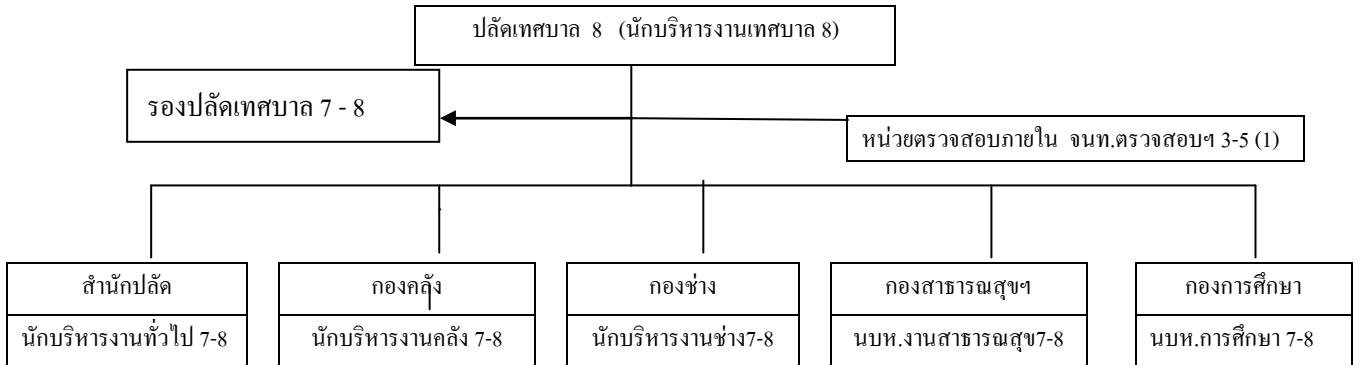 ปลัดเทศบาล 8 (นักบริหารงานเทศบาล 8)
รองปลัดเทศบาล 7 - 8
หน่วยตรวจสอบภายใน จนท.ตรวจสอบฯ 3-5 (1)
สำนักปลัด
นักบริหารงานทั่วไป 7-8
กองคลัง
นักบริหารงานคลัง 7-8
กองช่าง
นักบริหารงานช่าง7-8
กองสาธารณสุขฯ
นบห.งานสาธารณสุข7-8
กองการศึกษา
นบห.การศึกษา 7-8